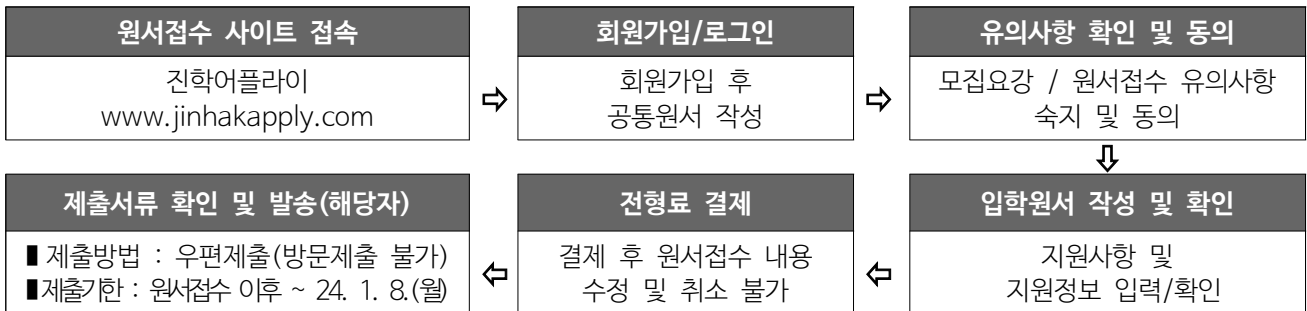 원서접수 사이트 접속
진학어플라이
www.jinhakapply.com
⇨
회원가입/로그인
회원가입 후
공통원서 작성
⇨
유의사항 확인 및 동의
모집요강 / 원서접수 유의사항
숙지 및 동의
⇩
입학원서 작성 및 확인
지원사항 및
지원정보 입력/확인
⇦
전형료 결제
결제 후 원서접수 내용
수정 및 취소 불가
⇦
제출서류 확인 및 발송(해당자)
▮ 제출방법 : 우편제출(방문제출 불가)
▮제출기한 : 원서접수 이후 ~ 24. 1. 8.(월)